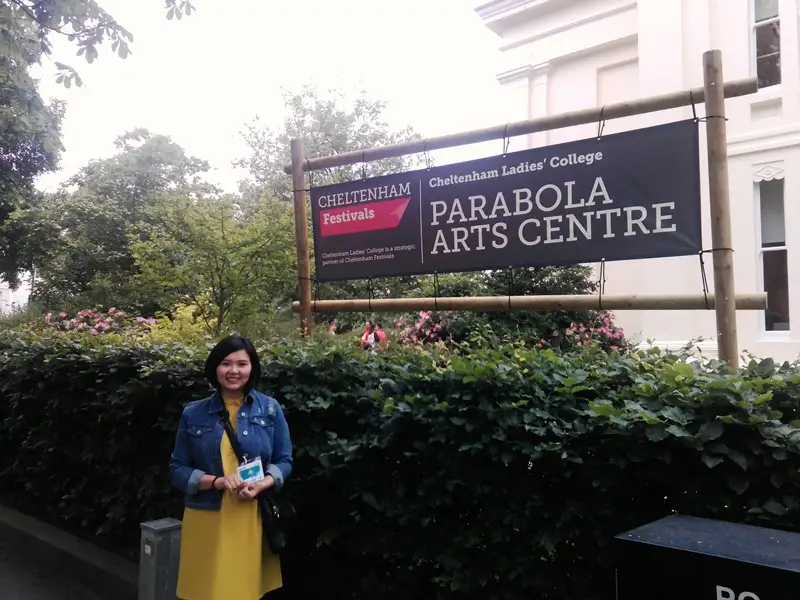 CHELTENHAM
Festivals
Cheltenham Ladies' College is a strategic
partner of Cheltenham Festivals
Cheltenham Ladies' College
PARABOLA
ARTS CENTRE